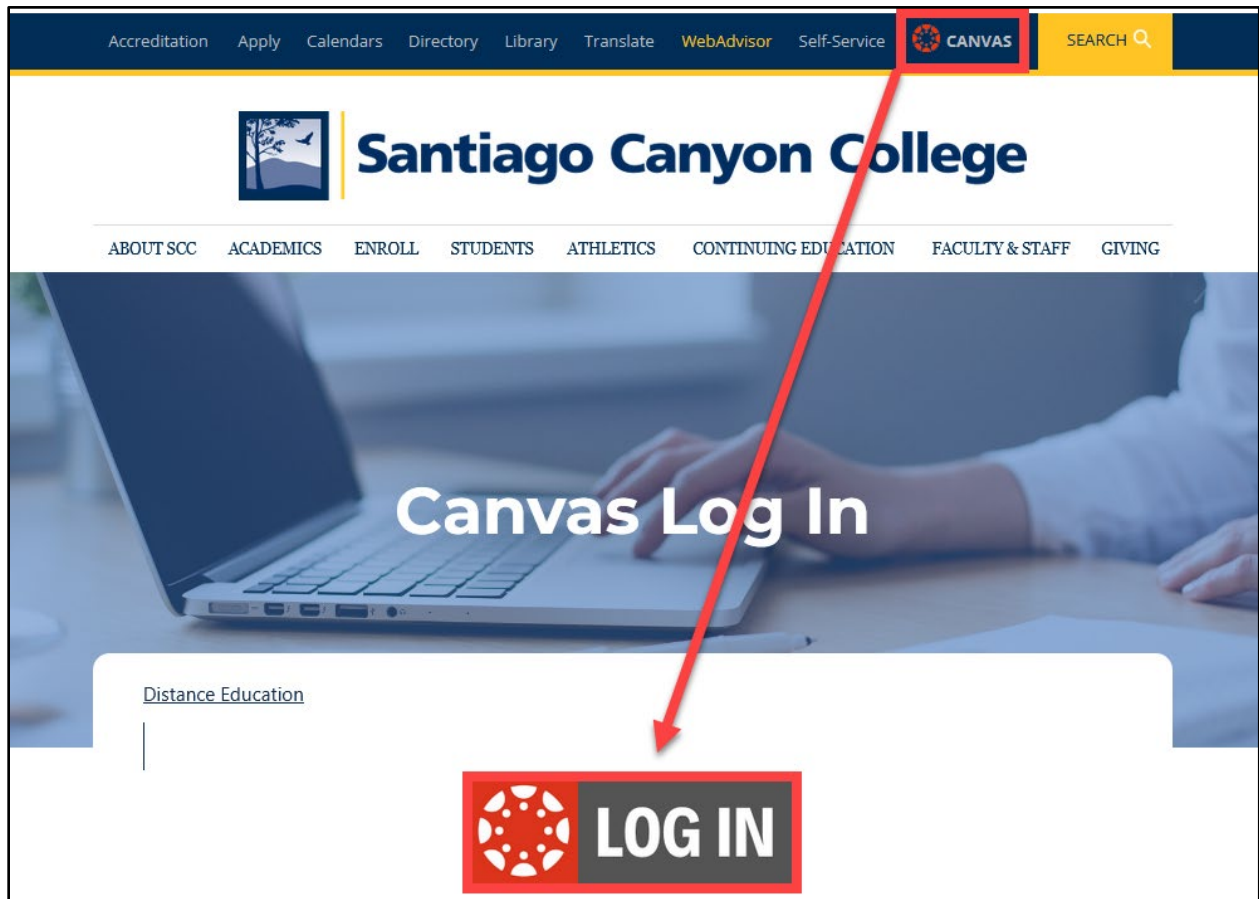 Accreditation Apply Calendars Directory Library Translate WebAdvisor Self-Service CANVAS SEARCH
Santiago Canyon College
ABOUT SCC ACADEMICS ENROLL STUDENTS ATHLETICS CONTINUING EDUCATION FACULTY & STAFF GIVING
Canvas Log In
Distance Education
LOG IN